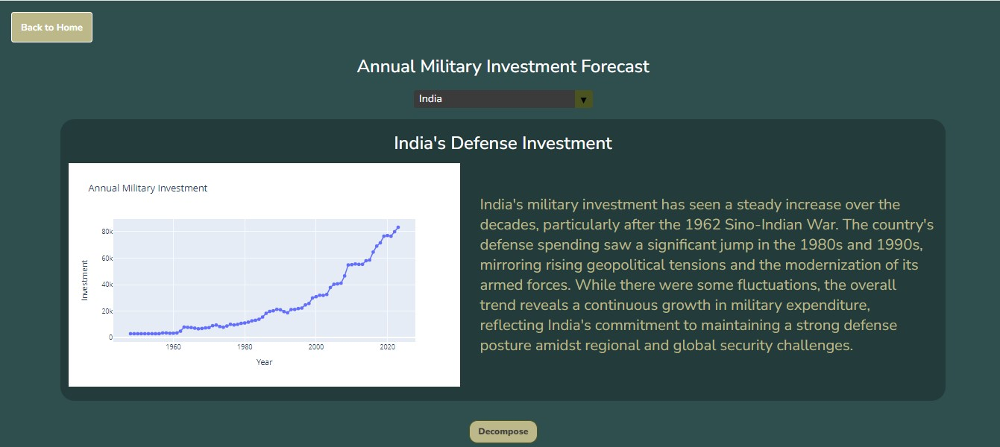 Back to Home
Annual Military Investment Forecast
India
▼
India's Defense Investment
Annual Military Investment
80k
60k
40k
20k
0
Investment
1960
1980
2000
2020
Year
India's military investment has seen a steady increase over the
decades, particularly after the 1962 Sino-Indian War. The country's
defense spending saw a significant jump in the 1980s and 1990s,
mirroring rising geopolitical tensions and the modernization of its
armed forces. While there were some fluctuations, the overall
trend reveals a continuous growth in military expenditure,
reflecting India's commitment to maintaining a strong defense
posture amidst regional and global security challenges.
Decompose